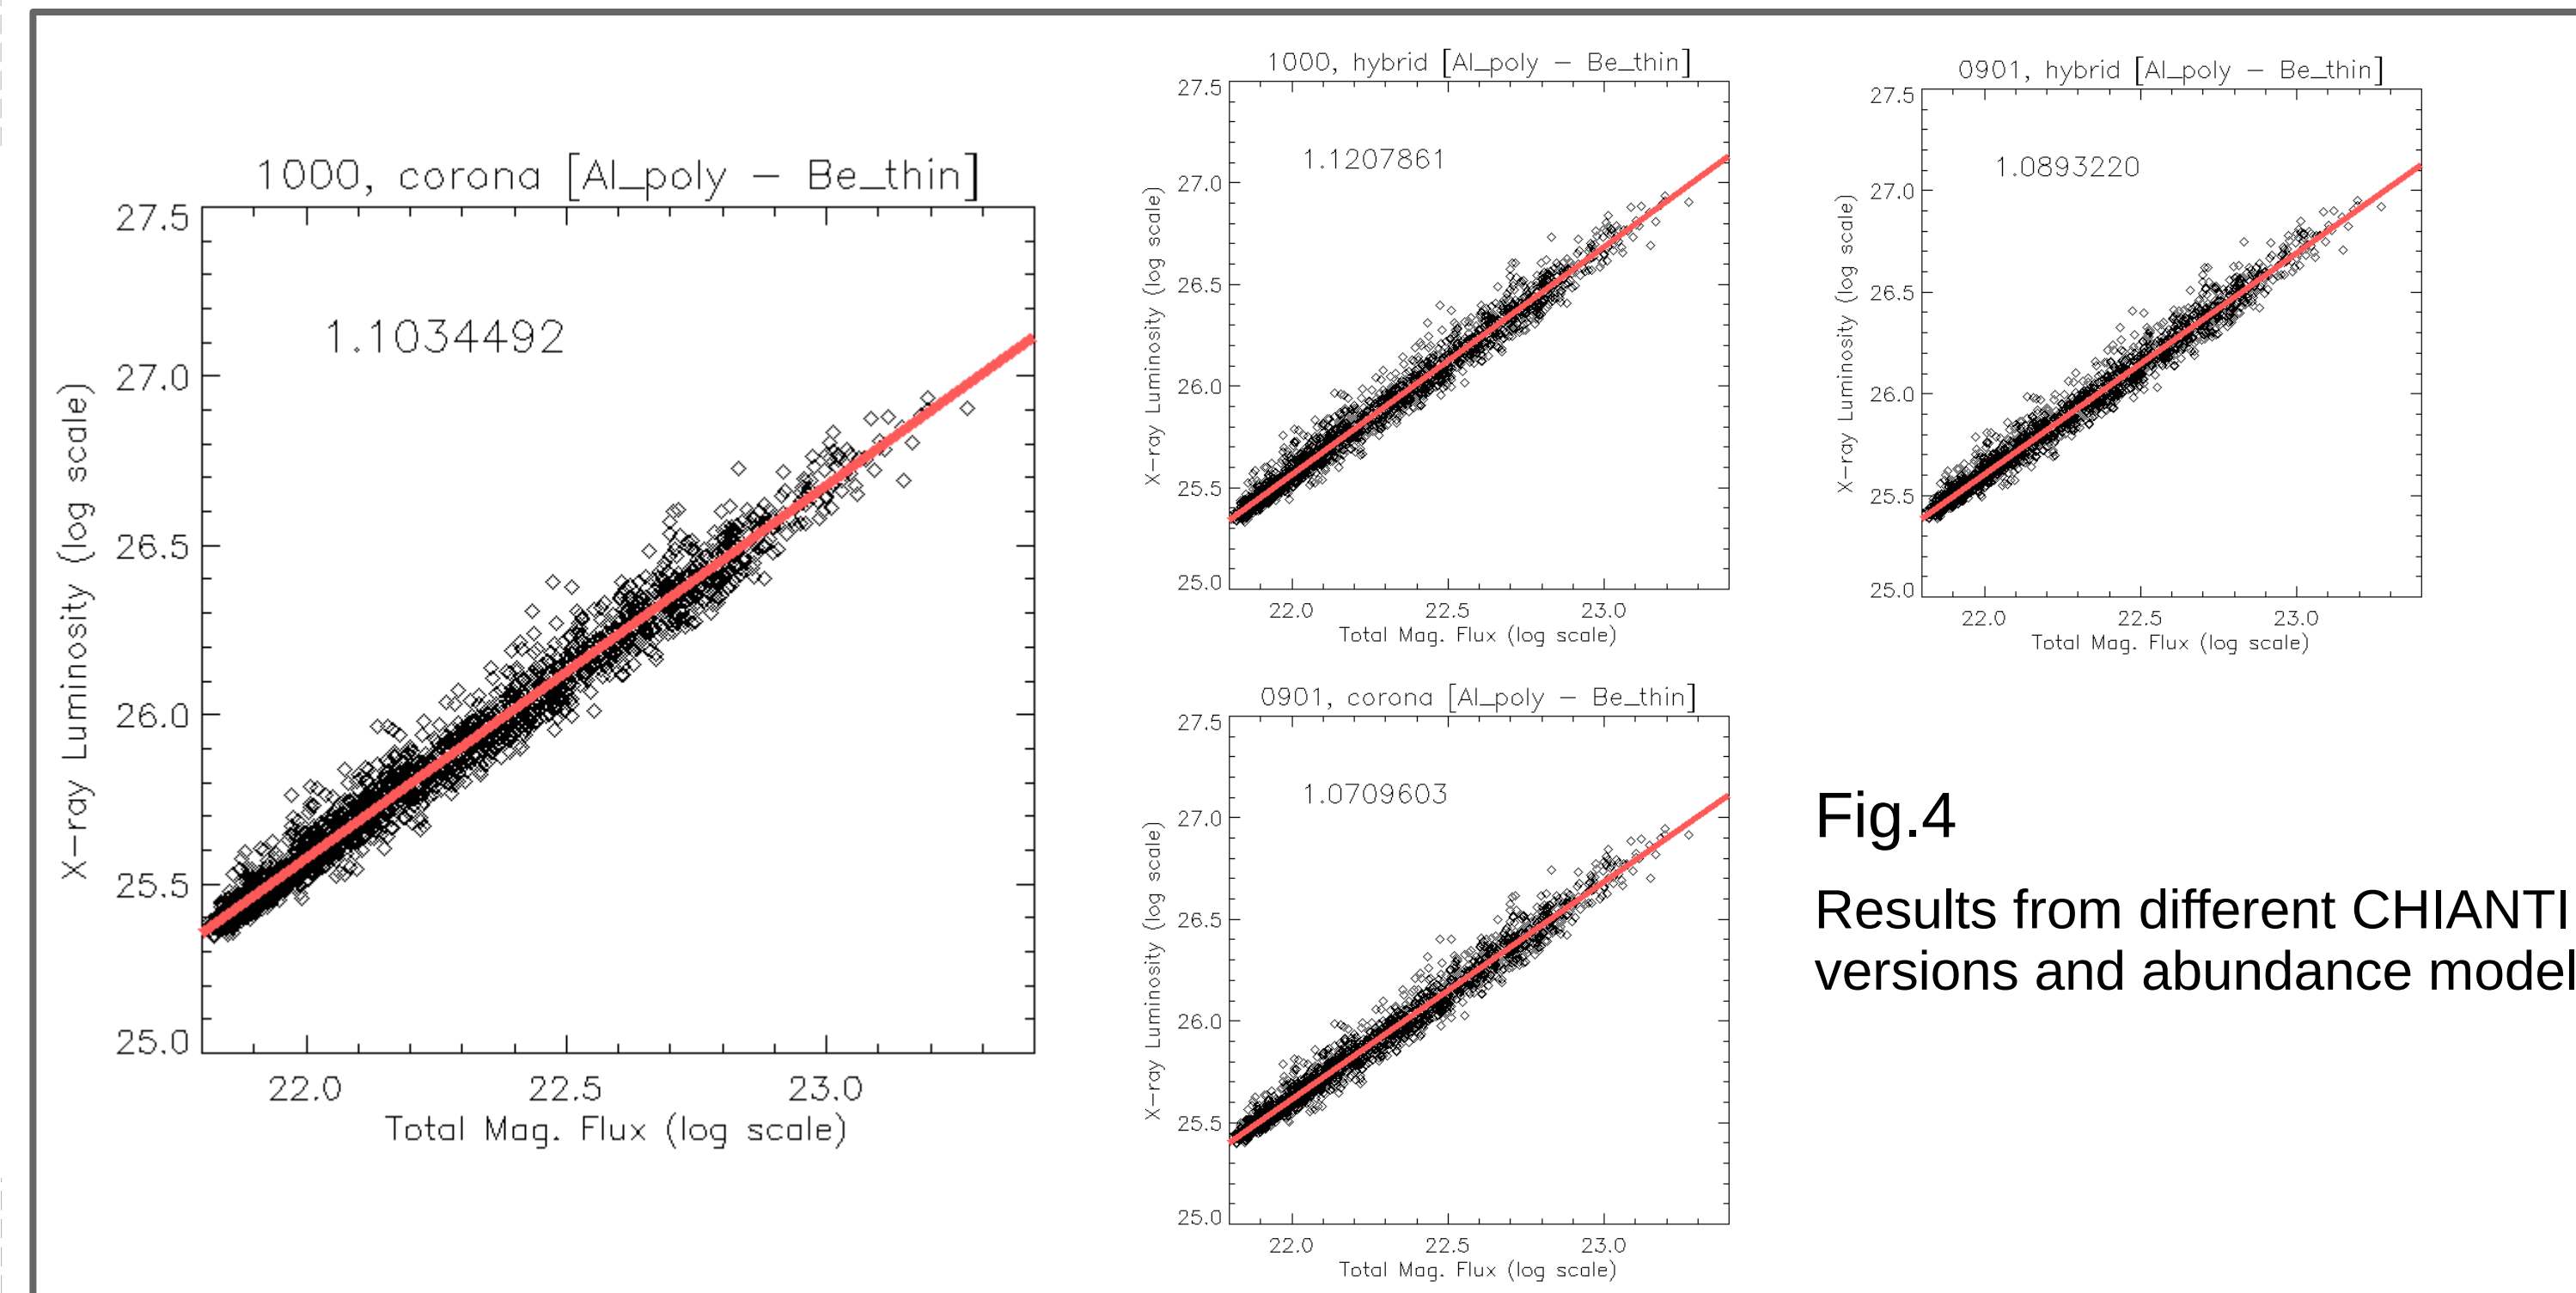 1000, corona [Al_poly — Be_thin]
1.1034492
27.5
27.0
26.5
26.0
25.5
25.0
X-ray Luminosity (log scale)
22.0 22.5 23.0
Total Mag. Flux (log scale)
1000, hybrid [Al_poly — Be_thin]
1.1207861
27.5
27.0
26.5
26.0
25.5
25.0
X-ray Luminosity (log scale)
22.0 22.5 23.0
Total Mag. Flux (log scale)
0901, hybrid [Al_poly — Be_thin]
1.0893220
27.5
27.0
26.5
26.0
25.5
25.0
X-ray Luminosity (log scale)
22.0 22.5 23.0
Total Mag. Flux (log scale)
0901, corona [Al_poly — Be_thin]
1.0709603
27.5
27.0
26.5
26.0
25.5
25.0
X-ray Luminosity (log scale)
22.0 22.5 23.0
Total Mag. Flux (log scale)
Fig.4
Results from different CHIANTI
versions and abundance model